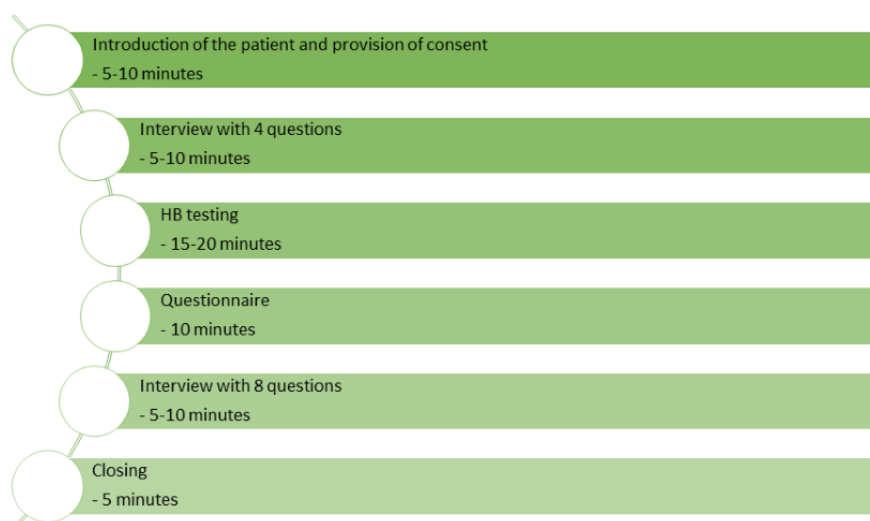 Introduction of the patient and provision of consent
- 5-10 minutes
Interview with 4 questions
- 5-10 minutes
HB testing
- 15-20 minutes
Questionnaire
- 10 minutes
Interview with 8 questions
- 5-10 minutes
Closing
- 5 minutes